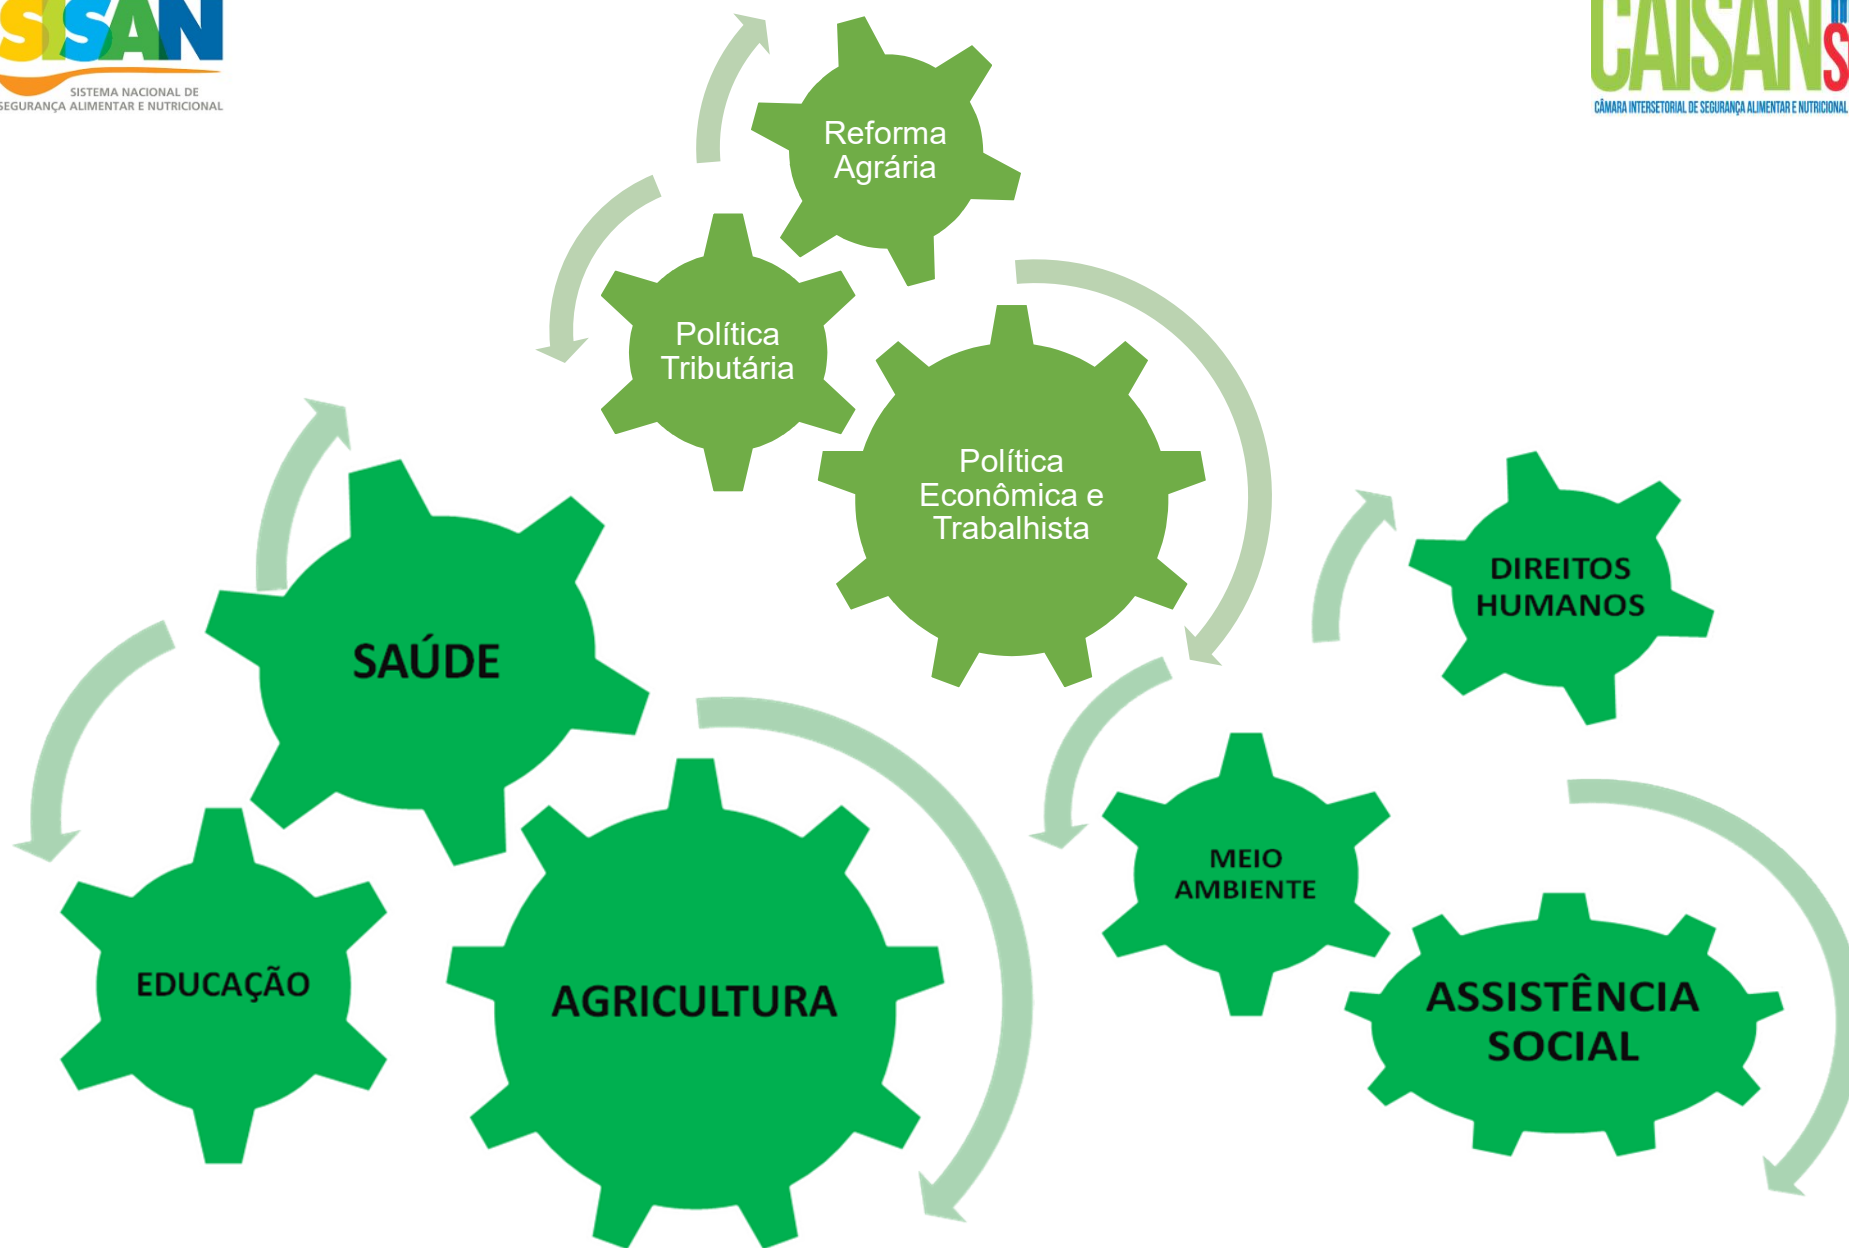 SISAN
SISTEMA NACIONAL DE
SEGURANÇA ALIMENTAR E NUTRICIONAL
CAISANS
CÂMARA INTERSETORIAL DE SEGURANÇA ALIMENTAR E NUTRICIONAL
Reforma
Agrária
Política
Tributária
Política
Econômica e
Trabalhista
DIREITOS
HUMANOS
SAÚDE
MEIO
AMBIENTE
EDUCAÇÃO
AGRICULTURA
ASSISTÊNCIA
SOCIAL